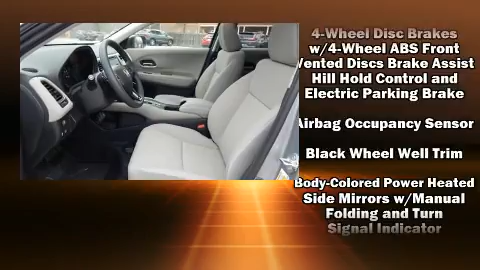 4-Wheel Disc Brakes
w/4-Wheel ABS Front
Vented Discs Brake Assist
Hill Hold Control and
Electric Parking Brake
Airbag Occupancy Sensor
Black Wheel Well Trim
Body-Colored Power Heated
Side Mirrors w/Manual
Folding and Turn
Signal Indicator